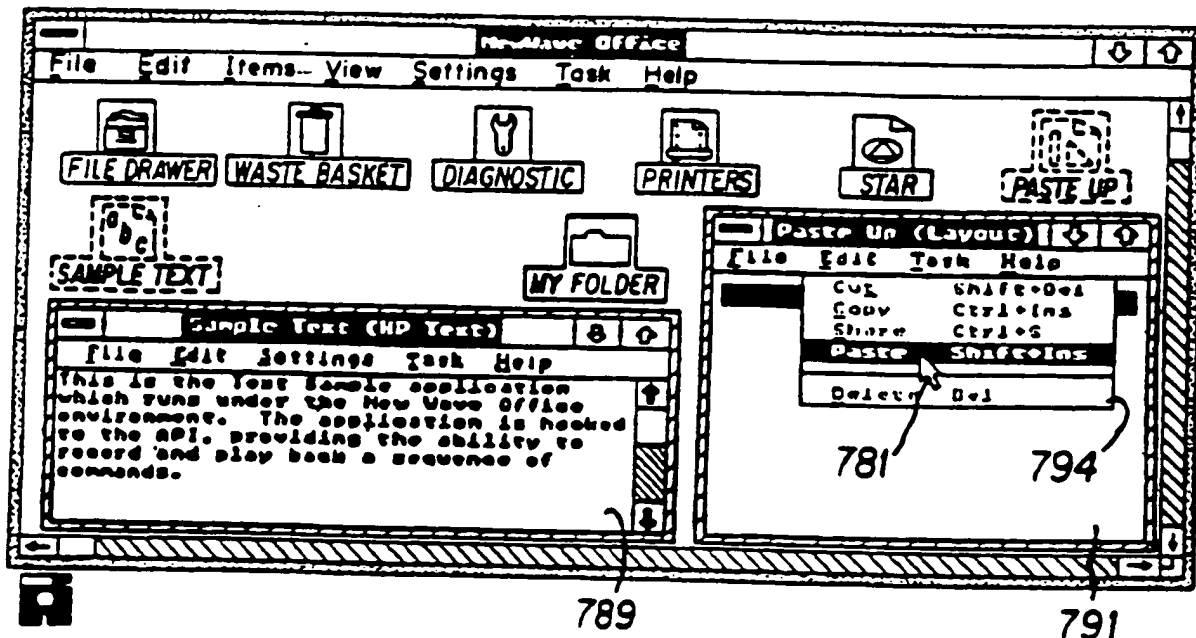 NewWave Office
File Edit Items View Settings Task Help
FILE DRAWER WASTE BASKET DIAGNOSTIC PRINTERS STAR PASTE UP
a b c
SAMPLE TEXT MY FOLDER
Paste Up (Layout)
File Edit Task Help
Cut Shift+Del
Copy Ctrl+Ins
Share Ctrl+S
Paste Shift+Ins
Delete Del
Sample Text (HP Text)
File Edit Settings Task Help
This is the Text Sample application
which runs under the New Wave Office
environment. The application is hooked
to the API, providing the ability to
record and play back a sequence of
commands.
781 794
789 791